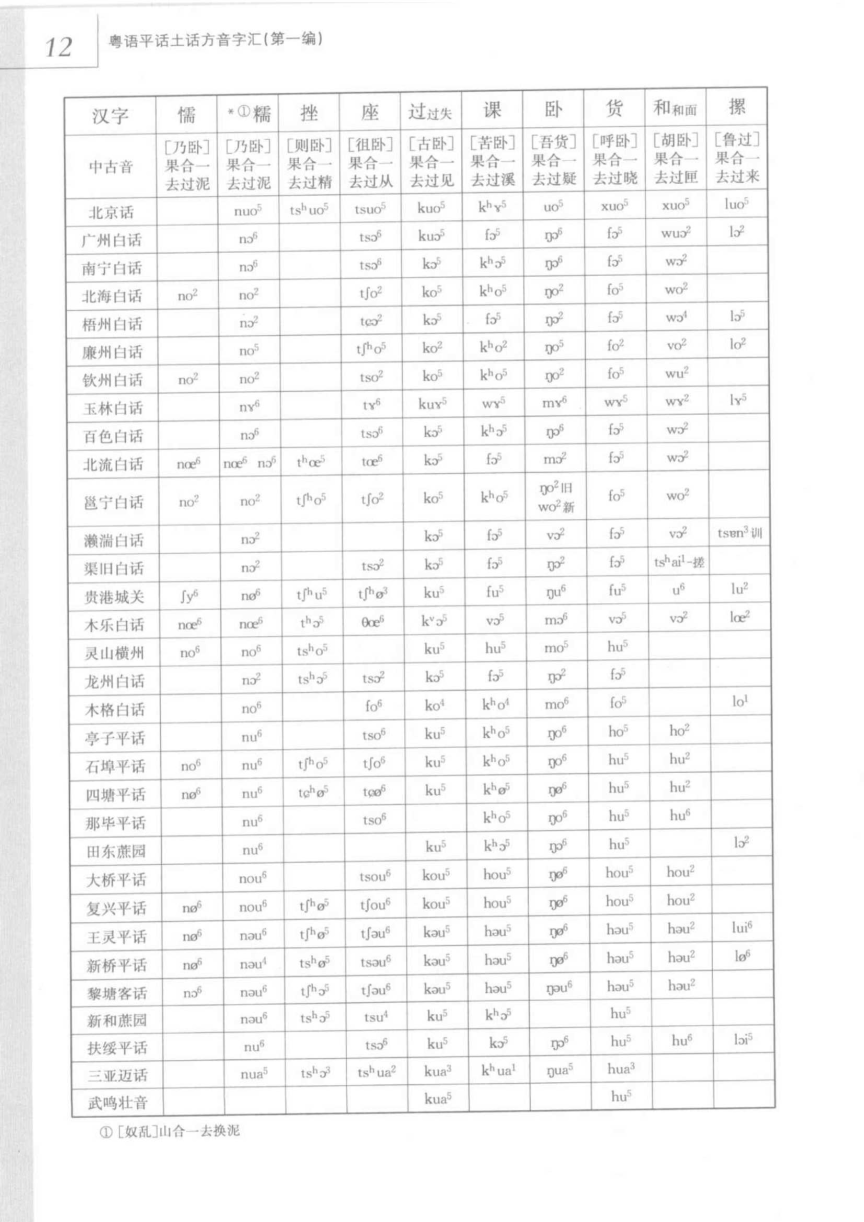 12
粤语平话土话方音字汇(第一编)
汉字 懦 *①糯 挫 座 过过失 课 卧 货 和和面 摞
中古音 [乃卧]果合一去过泥 [乃卧]果合一去过泥 [则卧]果合一去过精 [徂卧]果合一去过从 [古卧]果合一去过见 [苦卧]果合一去过溪 [吾货]果合一去过疑 [呼卧]果合一去过晓 [胡卧]果合一去过匣 [鲁过]果合一去过来
北京话 nuo⁵ tsʰuo⁵ tsuo⁵ kuo⁵ kʰɤ⁵ uo⁵ xuo⁵ xuo⁵ luo⁵
广州白话 nɔ⁶ tsɔ⁶ kuɔ⁵ fɔ⁵ ŋɔ⁶ fɔ⁵ wuɔ² lɔ²
南宁白话 nɔ⁶ tsɔ⁶ kɔ⁵ kʰɔ⁵ ŋɔ⁶ fɔ⁵ wɔ²
北海白话 no² no² tʃo² ko⁵ kʰo⁵ ŋo² fo⁵ wo²
梧州白话 nɔ² tɕɔ² kɔ⁵ fɔ⁵ ŋɔ² fɔ⁵ wɔ⁴ lɔ⁵
廉州白话 no⁵ tʃʰo⁵ ko² kʰo² ŋo⁵ fo² vo² lo²
钦州白话 no² no² tso² ko⁵ kʰo⁵ ŋo² fo⁵ wu²
玉林白话 nɤ⁶ tɤ⁶ kuɤ⁵ wɤ⁵ mɤ⁶ wɤ⁵ wɤ² lɤ⁵
百色白话 nɔ⁶ tsɔ⁶ kɔ⁵ kʰɔ⁵ ŋɔ⁶ fɔ⁵ wɔ²
北流白话 nœ⁶ nœ⁶ nɔ⁶ tʰœ⁵ tœ⁶ kɔ⁵ fɔ⁵ mɔ² fɔ⁵ wɔ²
邕宁白话 no² no² tʃʰo⁵ tʃo² ko⁵ kʰo⁵ ŋo²旧 wo²新 fo⁵ wo²
濑湍白话 nɔ² kɔ⁵ fɔ⁵ vɔ² fɔ⁵ vɔ² tsɐn³训
渠旧白话 nɔ² tsɔ² kɔ⁵ fɔ⁵ ŋɔ² fɔ⁵ tsʰai¹-搓
贵港城关 ʃy⁶ nø⁶ tʃʰu⁵ tʃʰø³ ku⁵ fu⁵ ŋu⁶ fu⁵ u⁶ lu²
木乐白话 nœ⁶ nœ⁶ tʰɔ⁵ θœ⁶ kᵛɔ⁵ vɔ⁵ mɔ⁶ vɔ⁵ vɔ² lœ²
灵山横州 no⁶ no⁶ tsʰo⁵ ku⁵ hu⁵ mo⁵ hu⁵
龙州白话 nɔ² tsʰɔ⁵ tsɔ² kɔ⁵ fɔ⁵ ŋɔ² fɔ⁵
木格白话 no⁶ fo⁶ ko⁴ kʰo⁴ mo⁶ fo⁵ lo¹
亭子平话 nu⁶ tso⁶ ku⁵ kʰo⁵ ŋo⁶ ho⁵ ho²
石埠平话 no⁶ nu⁶ tʃʰo⁵ tʃo⁶ ku⁵ kʰo⁵ ŋo⁶ hu⁵ hu²
四塘平话 nø⁶ nu⁶ tɕʰø⁵ tɕø⁶ ku⁵ kʰø⁵ ŋø⁶ hu⁵ hu²
那毕平话 nu⁶ tso⁶ kʰo⁵ ŋo⁶ hu⁵ hu⁶
田东蔗园 nu⁶ ku⁵ kʰɔ⁵ ŋɔ⁶ hu⁵ lɔ²
大桥平话 nou⁶ tsou⁶ kou⁵ hou⁵ ŋø⁶ hou⁵ hou²
复兴平话 nø⁶ nou⁶ tʃʰø⁵ tʃou⁶ kou⁵ hou⁵ ŋø⁶ hou⁵ hou²
王灵平话 nø⁶ nəu⁶ tʃʰø⁵ tʃəu⁶ kəu⁵ həu⁵ ŋø⁶ həu⁵ həu² lui⁶
新桥平话 nø⁶ nəu⁴ tsʰø⁵ tsəu⁶ kəu⁵ həu⁵ ŋø⁶ həu⁵ həu² lø⁶
黎塘客话 nɔ⁶ nəu⁶ tʃʰɔ⁵ tʃəu⁶ kəu⁵ həu⁵ ŋəu⁶ həu⁵ həu²
新和蔗园 nəu⁶ tsʰɔ⁵ tsu⁴ ku⁵ kʰɔ⁵ hu⁵
扶绥平话 nu⁶ tsɔ⁶ ku⁵ kɔ⁵ ŋɔ⁶ hu⁵ hu⁶ lɔi⁵
三亚迈话 nua⁵ tsʰɔ³ tsʰua² kua³ kʰua¹ ŋua⁵ hua³
武鸣壮音 kua⁵ hu⁵
①[奴乱]山合一去换泥